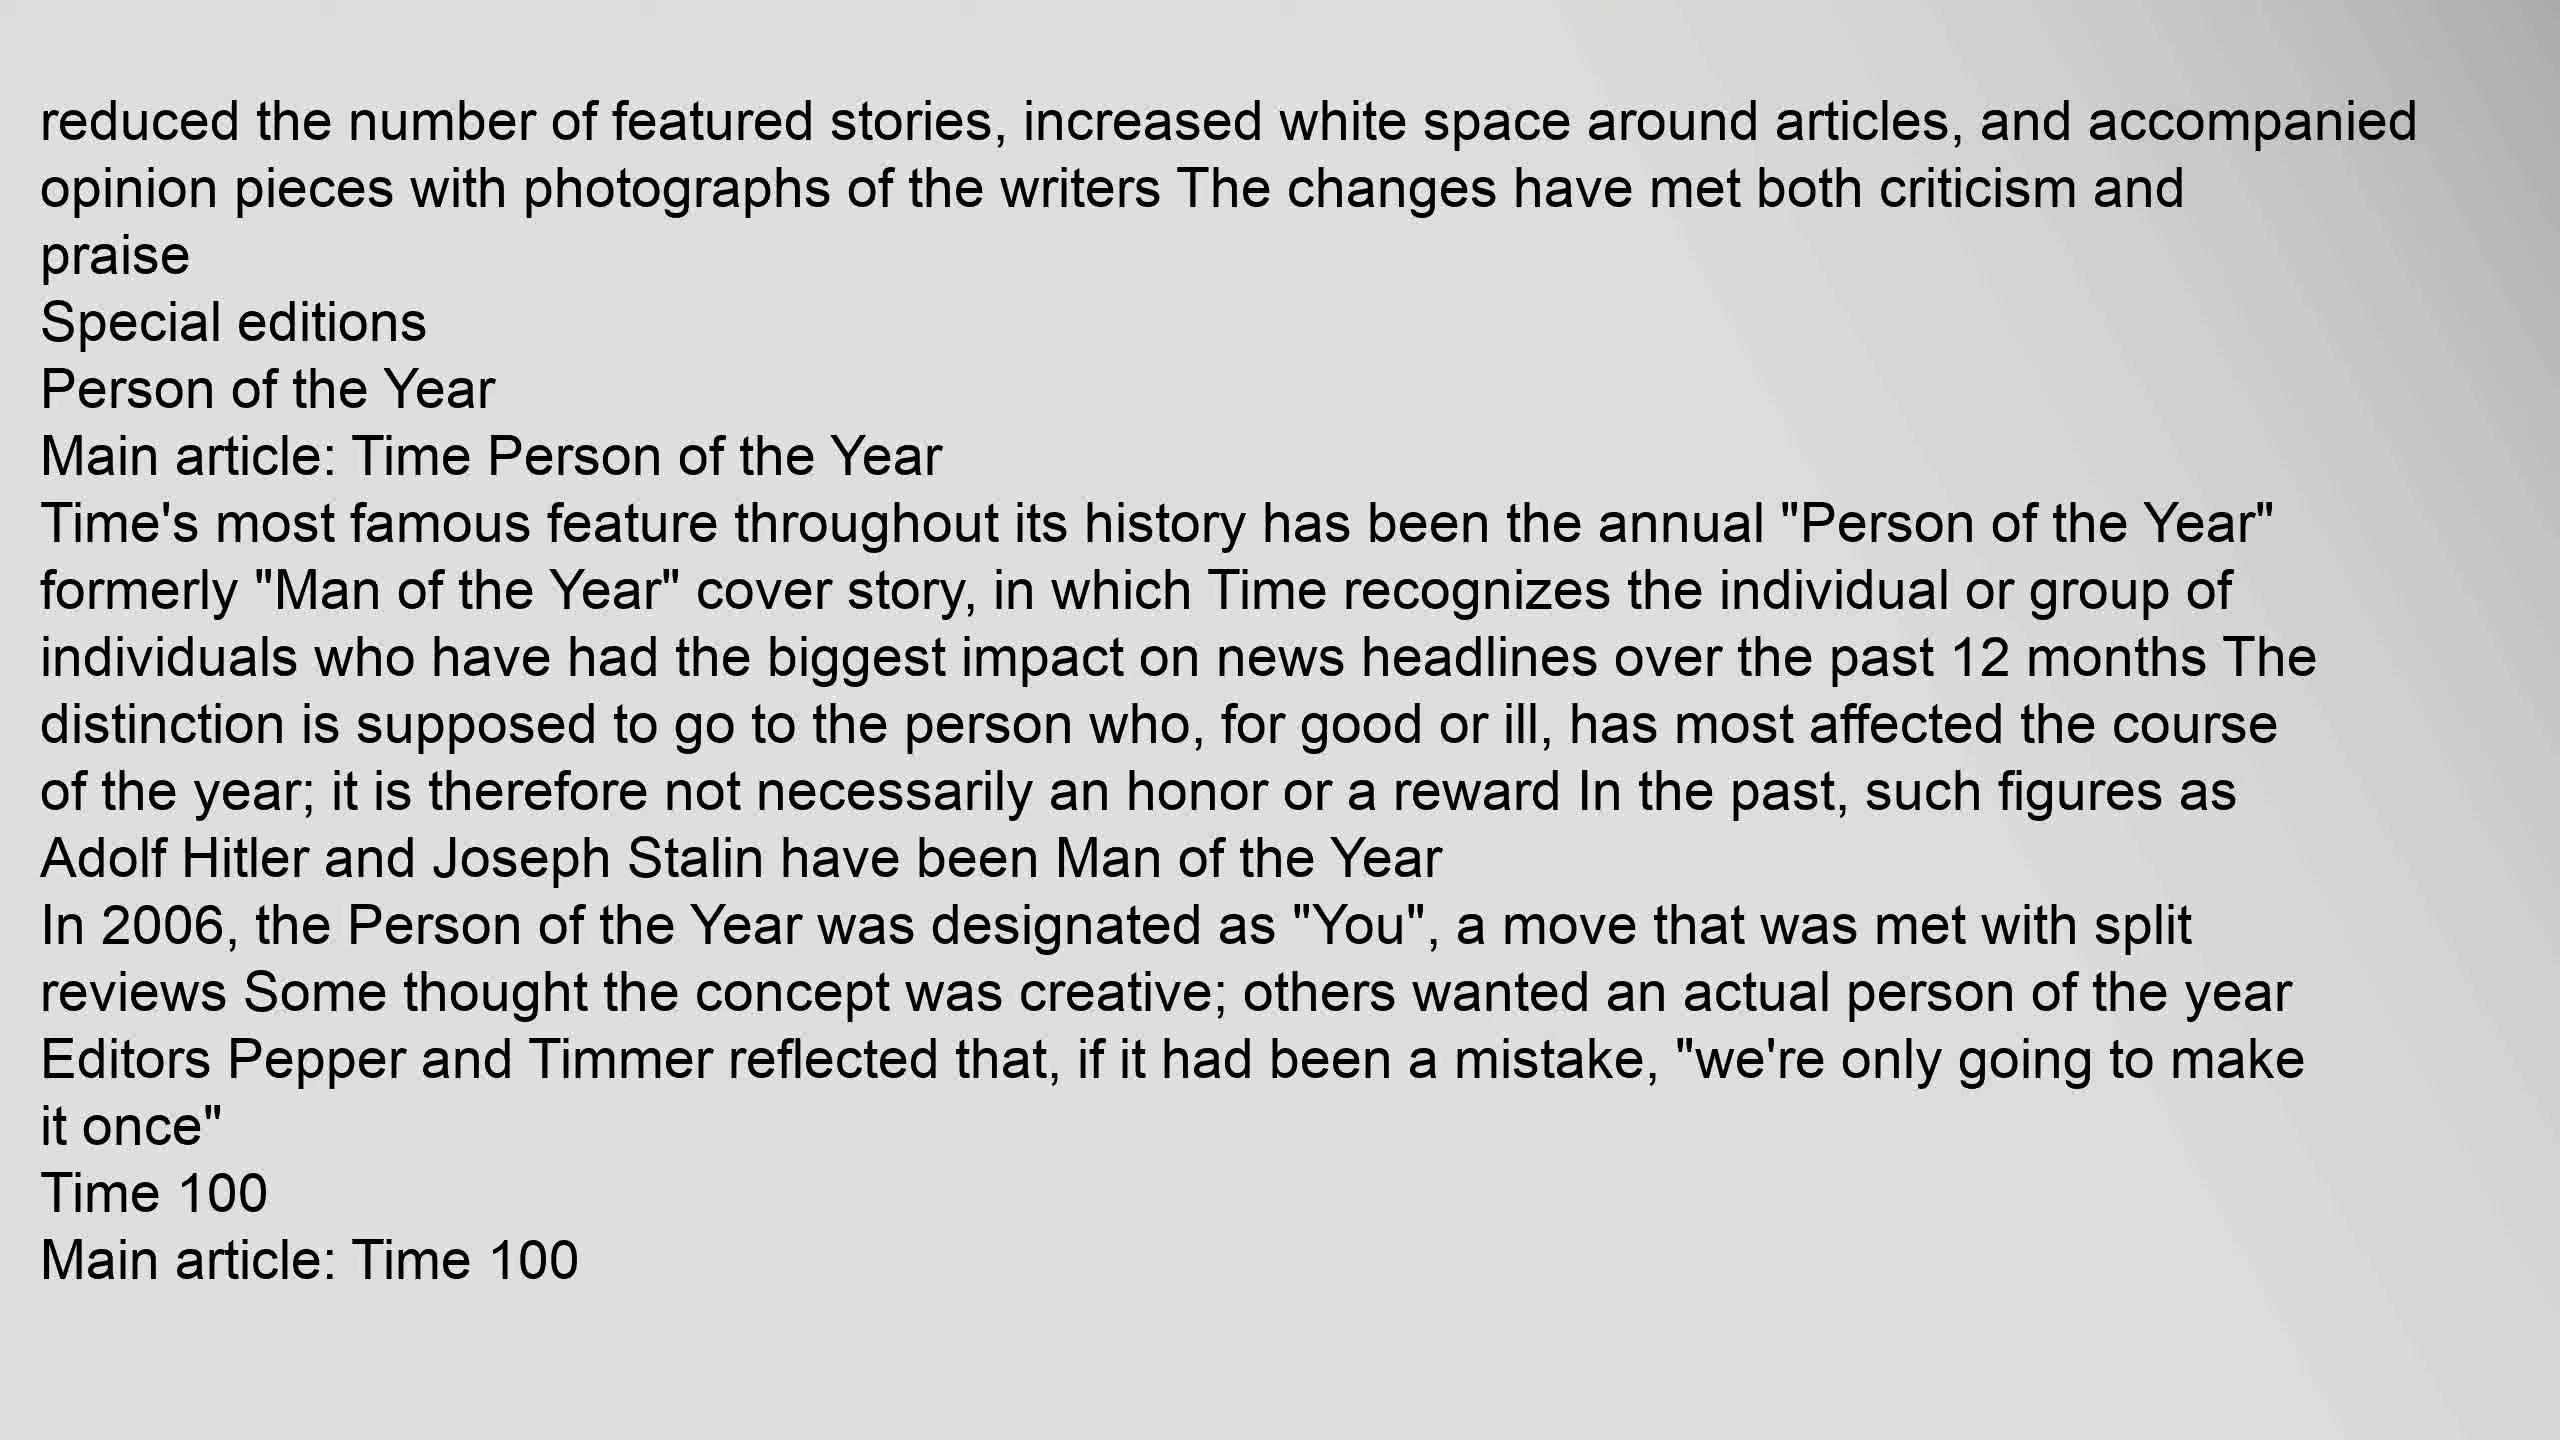 reduced the number of featured stories, increased white space around articles, and accompanied
opinion pieces with photographs of the writers The changes have met both criticism and
praise
Special editions
Person of the Year
Main article: Time Person of the Year
Time's most famous feature throughout its history has been the annual "Person of the Year"
formerly "Man of the Year" cover story, in which Time recognizes the individual or group of
individuals who have had the biggest impact on news headlines over the past 12 months The
distinction is supposed to go to the person who, for good or ill, has most affected the course
of the year; it is therefore not necessarily an honor or a reward In the past, such figures as
Adolf Hitler and Joseph Stalin have been Man of the Year
In 2006, the Person of the Year was designated as "You", a move that was met with split
reviews Some thought the concept was creative; others wanted an actual person of the year
Editors Pepper and Timmer reflected that, if it had been a mistake, "we're only going to make
it once"
Time 100
Main article: Time 100